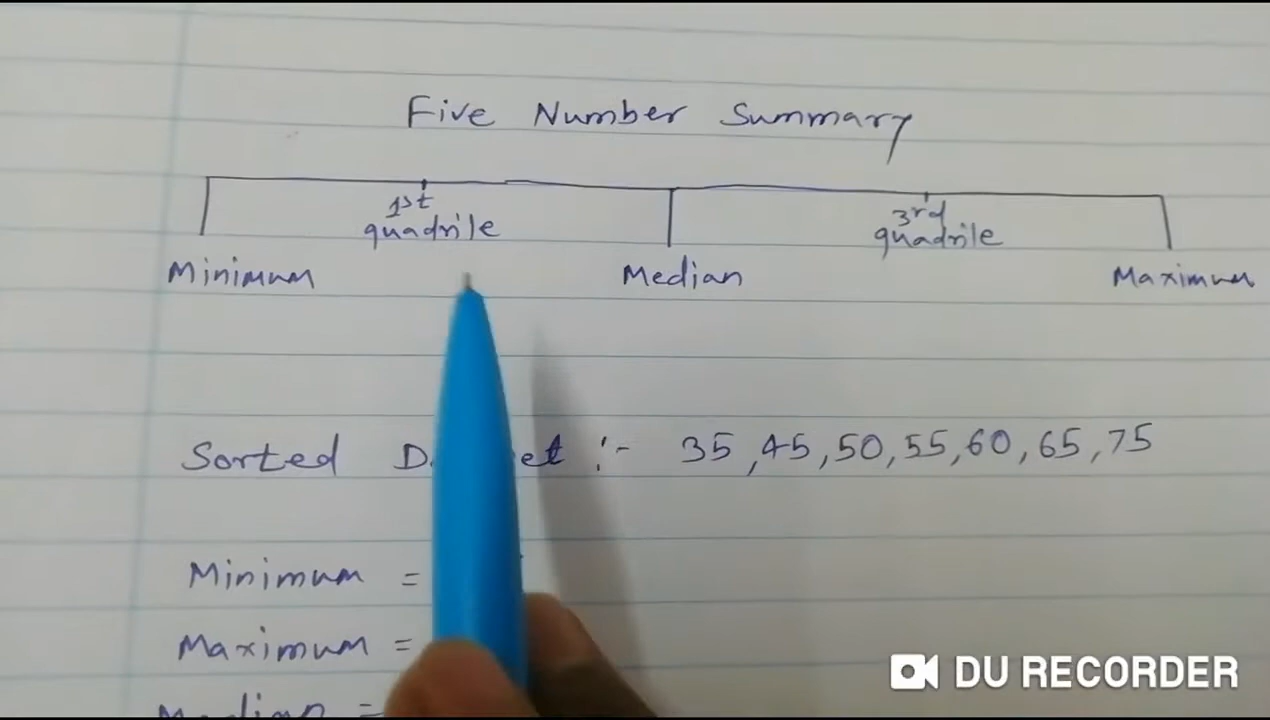 Five Number Summary
1st
quadrile
3rd
quadrile
Minimum
Median
Maximum
Sorted :- 35, 45, 50, 55, 60, 65, 75
Minimum =
Maximum =
Median =
DU RECORDER